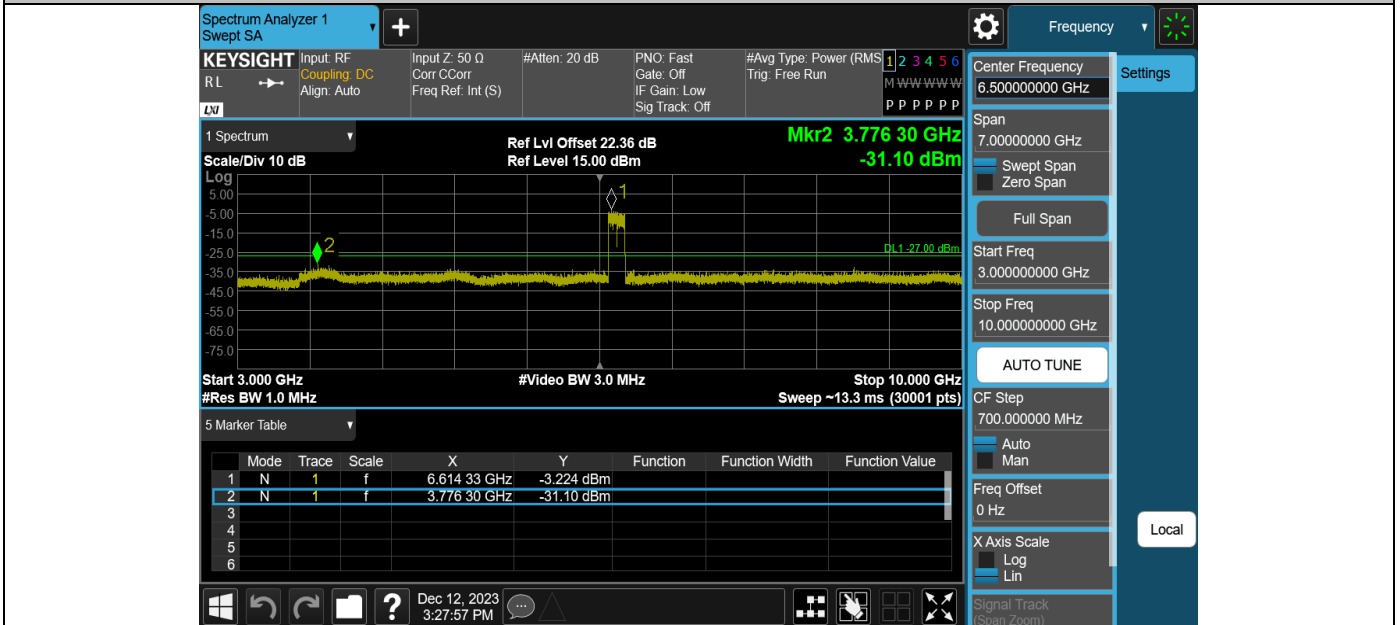 Spectrum Analyzer 1
Swept SA
+
Frequency
KEYSIGHT
RL
LXI
Input: RF
Coupling: DC
Align: Auto
Input Z: 50 Ω
Corr CCorr
Freq Ref: Int (S)
#Atten: 20 dB
PNO: Fast
Gate: Off
IF Gain: Low
Sig Track: Off
#Avg Type: Power (RMS
Trig: Free Run
1 2 3 4 5 6
M W W W W W
P P P P P P
1 Spectrum
Scale/Div 10 dB
Ref Lvl Offset 22.36 dB
Ref Level 15.00 dBm
Mkr2 3.776 30 GHz
-31.10 dBm
Log
5.00
-5.00
-15.0
-25.0
-35.0
-45.0
-55.0
-65.0
-75.0
1
2
DL1 -27.00 dBm
Start 3.000 GHz
#Video BW 3.0 MHz
Stop 10.000 GHz
#Res BW 1.0 MHz
Sweep ~13.3 ms (30001 pts)
5 Marker Table
Mode Trace Scale X Y Function Function Width Function Value
1 N 1 f 6.614 33 GHz -3.224 dBm
2 N 1 f 3.776 30 GHz -31.10 dBm
3
4
5
6
?
Dec 12, 2023
3:27:57 PM
Center Frequency
6.500000000 GHz
Settings
Span
7.00000000 GHz
Swept Span
Zero Span
Full Span
Start Freq
3.000000000 GHz
Stop Freq
10.000000000 GHz
AUTO TUNE
CF Step
700.000000 MHz
Auto
Man
Freq Offset
0 Hz
X Axis Scale
Log
Lin
Signal Track
(Span Zoom)
Local